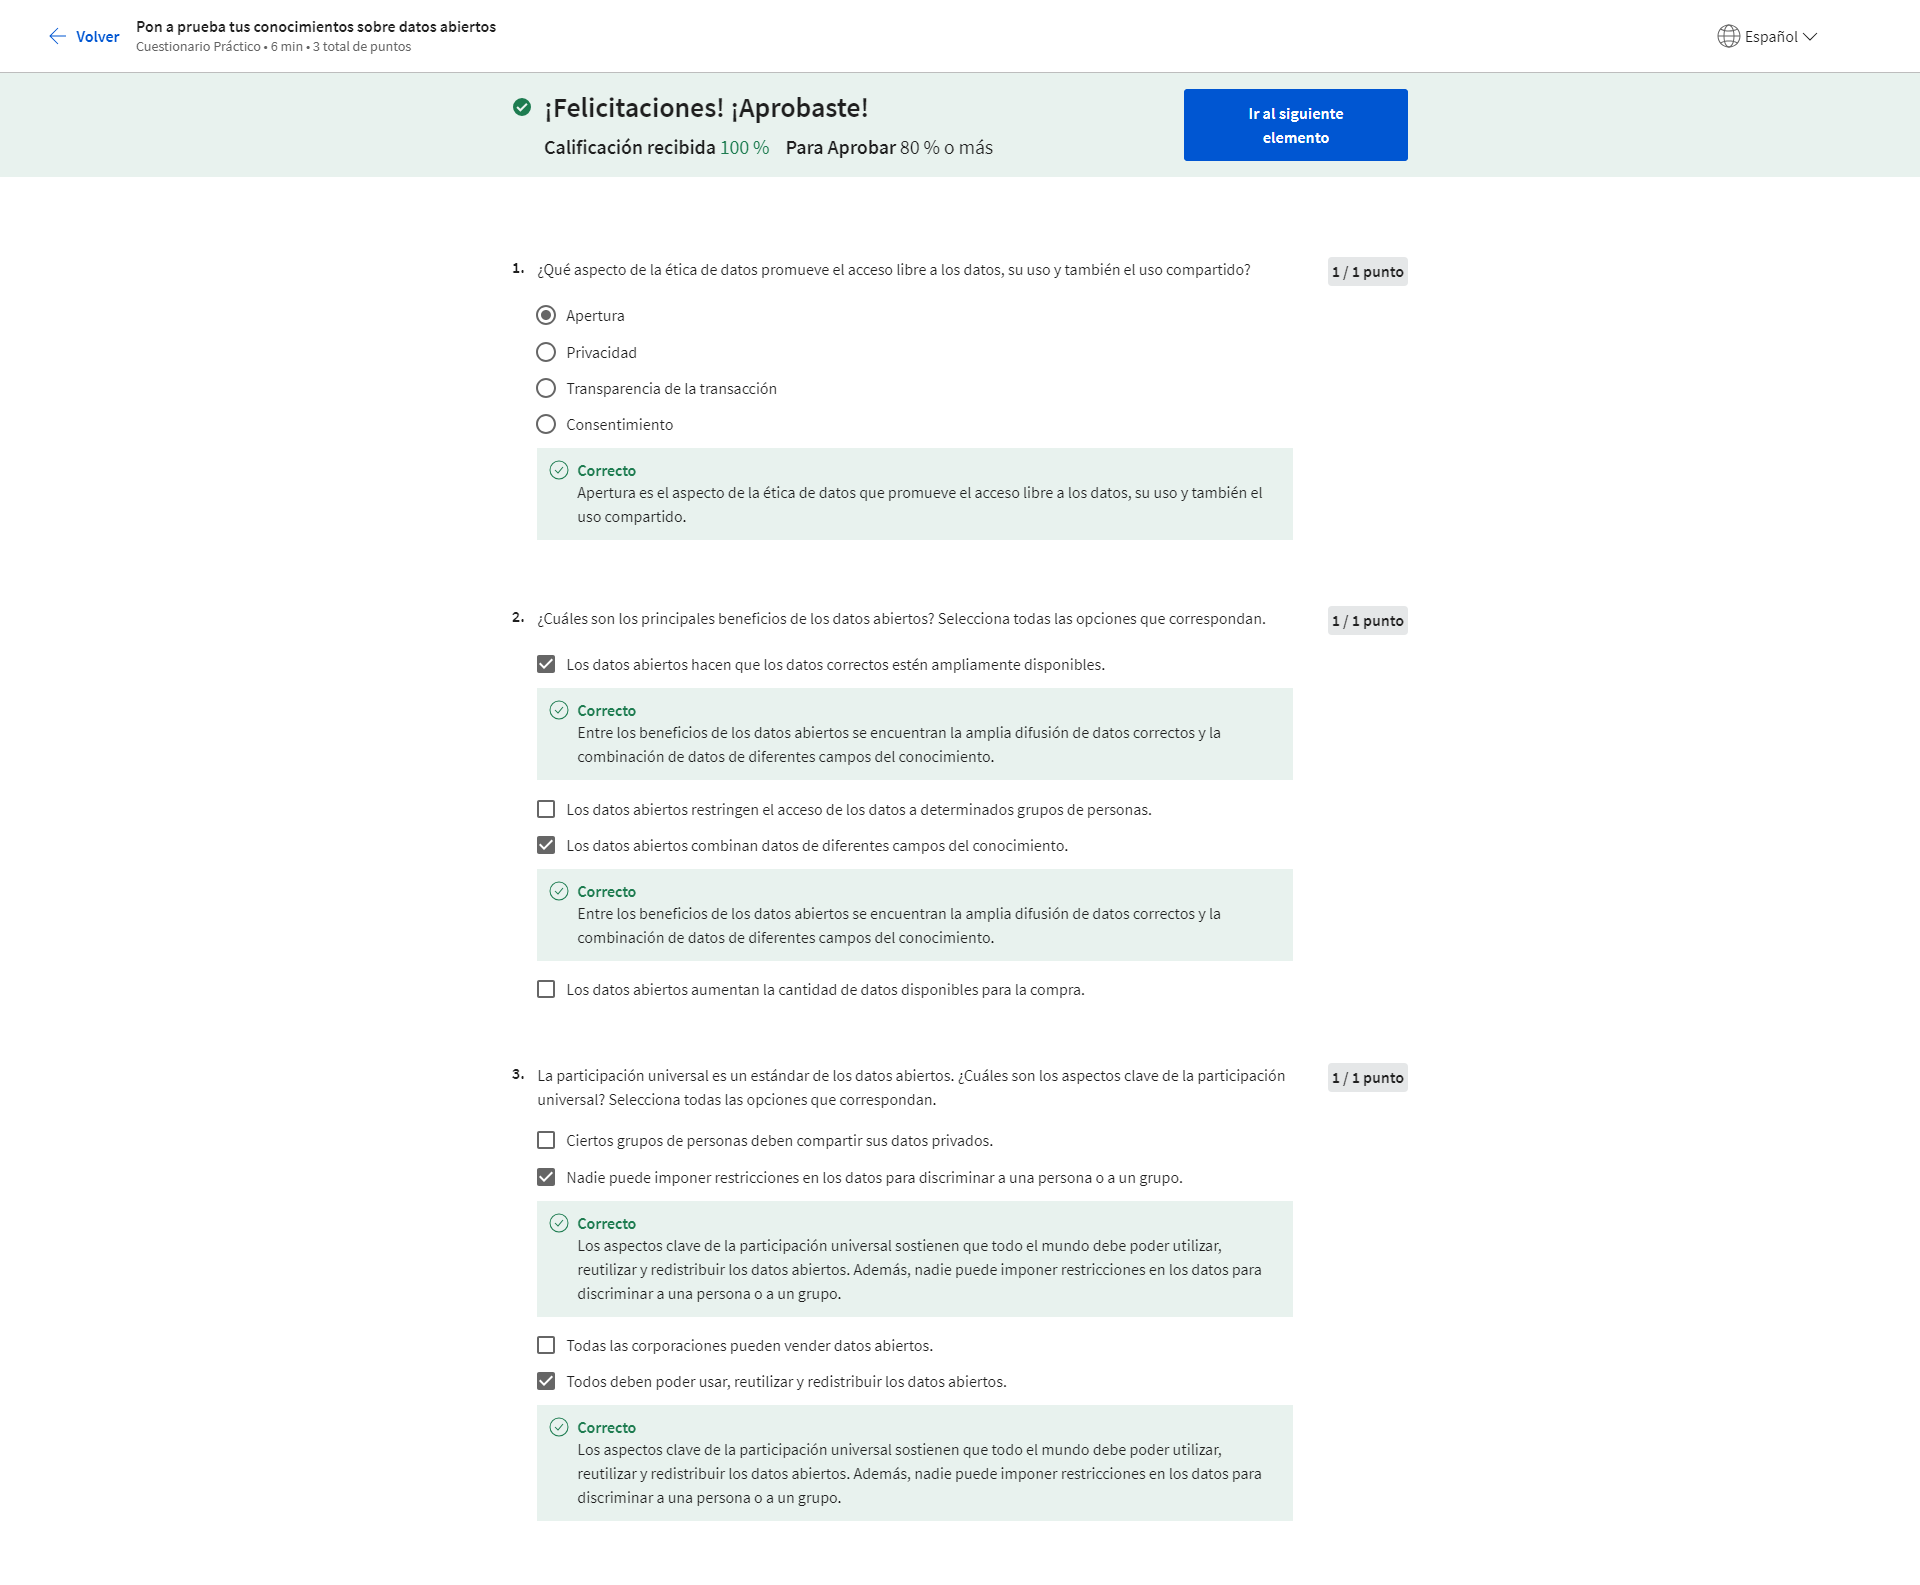 Volver
Pon a prueba tus conocimientos sobre datos abiertos
Cuestionario Práctico • 6 min • 3 total de puntos
Español
¡Felicitaciones! ¡Aprobaste!
Calificación recibida 100 % Para Aprobar 80 % o más
Ir al siguiente
elemento
1. ¿Qué aspecto de la ética de datos promueve el acceso libre a los datos, su uso y también el uso compartido?
1 / 1 punto
Apertura
Privacidad
Transparencia de la transacción
Consentimiento
Correcto
Apertura es el aspecto de la ética de datos que promueve el acceso libre a los datos, su uso y también el
uso compartido.
2. ¿Cuáles son los principales beneficios de los datos abiertos? Selecciona todas las opciones que correspondan.
1 / 1 punto
Los datos abiertos hacen que los datos correctos estén ampliamente disponibles.
Correcto
Entre los beneficios de los datos abiertos se encuentran la amplia difusión de datos correctos y la
combinación de datos de diferentes campos del conocimiento.
Los datos abiertos restringen el acceso de los datos a determinados grupos de personas.
Los datos abiertos combinan datos de diferentes campos del conocimiento.
Correcto
Entre los beneficios de los datos abiertos se encuentran la amplia difusión de datos correctos y la
combinación de datos de diferentes campos del conocimiento.
Los datos abiertos aumentan la cantidad de datos disponibles para la compra.
3. La participación universal es un estándar de los datos abiertos. ¿Cuáles son los aspectos clave de la participación
universal? Selecciona todas las opciones que correspondan.
1 / 1 punto
Ciertos grupos de personas deben compartir sus datos privados.
Nadie puede imponer restricciones en los datos para discriminar a una persona o a un grupo.
Correcto
Los aspectos clave de la participación universal sostienen que todo el mundo debe poder utilizar,
reutilizar y redistribuir los datos abiertos. Además, nadie puede imponer restricciones en los datos para
discriminar a una persona o a un grupo.
Todas las corporaciones pueden vender datos abiertos.
Todos deben poder usar, reutilizar y redistribuir los datos abiertos.
Correcto
Los aspectos clave de la participación universal sostienen que todo el mundo debe poder utilizar,
reutilizar y redistribuir los datos abiertos. Además, nadie puede imponer restricciones en los datos para
discriminar a una persona o a un grupo.